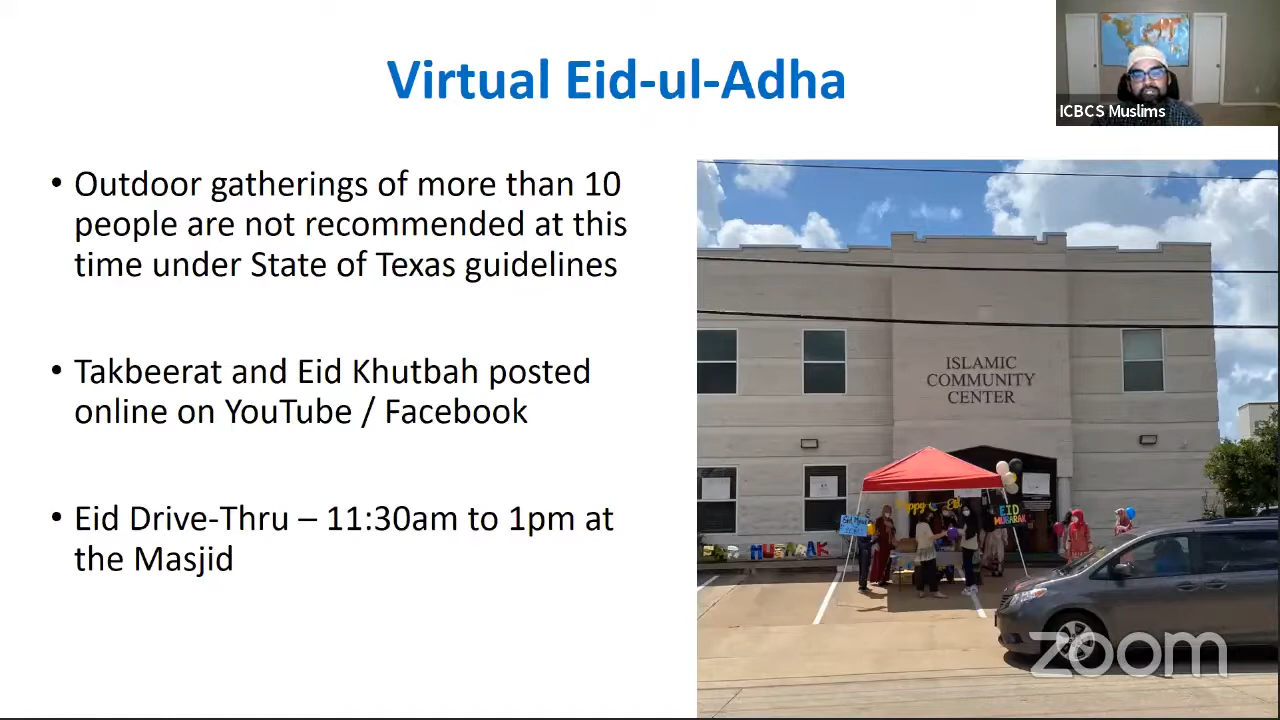 Virtual Eid-ul-Adha
ICBCS Muslims
• Outdoor gatherings of more than 10
people are not recommended at this
time under State of Texas guidelines
• Takbeerat and Eid Khutbah posted
online on YouTube / Facebook
• Eid Drive-Thru – 11:30am to 1pm at
the Masjid
ISLAMIC
COMMUNITY
CENTER
Happy Eid
EID
MUBARAK
MUBARAK
zoom